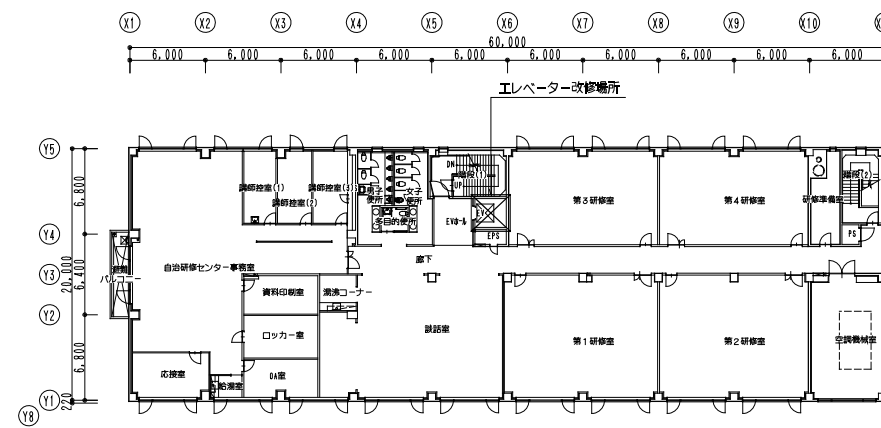 X1 X2 X3 X4 X5 X6 X7 X8 X9 X10
60,000
6,000 6,000 6,000 6,000 6,000 6,000 6,000 6,000 6,000 6,000
エレベーター改修場所
Y5
6,800
DN
階段(1)
UP
階段(2)
講師控室(1)
講師控室(2)
講師控室(3)
男子
便所
女子
便所
多目的便所
第3研修室
第4研修室
研修準備室
EV
EVホール
EPS
PS
Y4
廊下
自治研修センター事務室
バルコニー
20,000
6,400
Y3
資料印刷室
湯沸コーナー
Y2
ロッカー室
談話室
第1研修室
第2研修室
空調機械室
6,800
応接室
給湯室
OA室
Y1
220
Y8